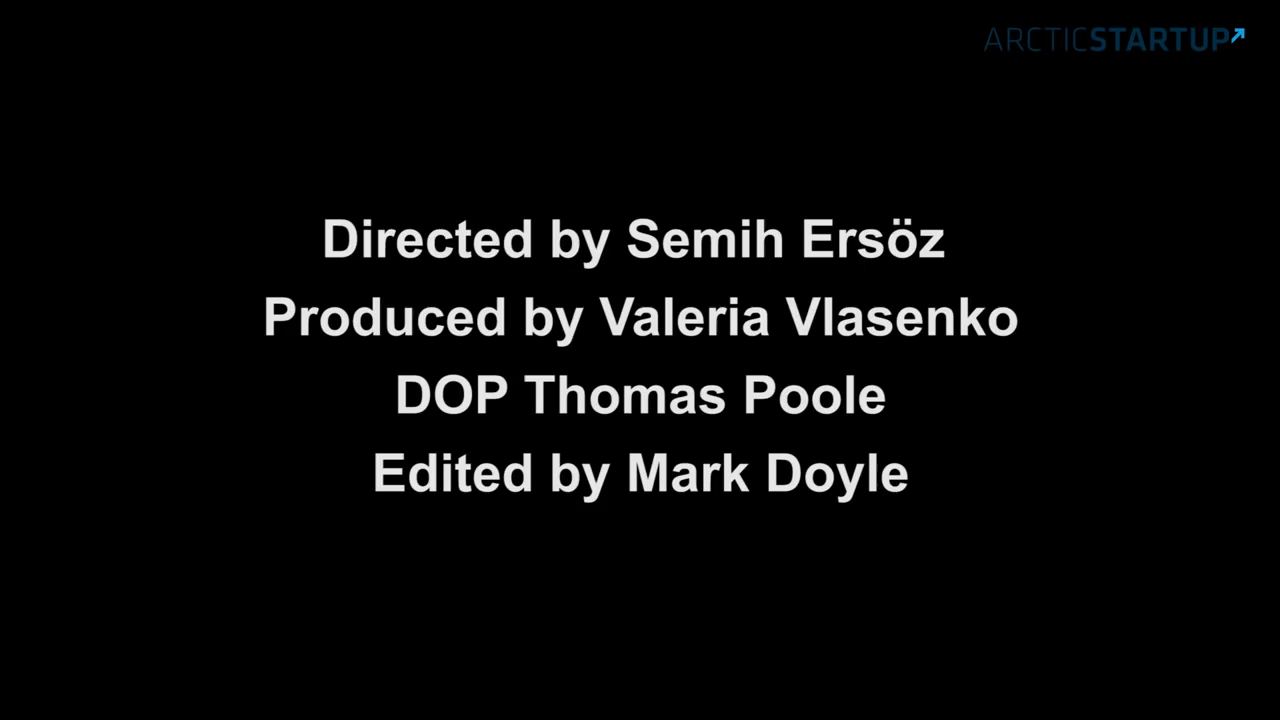 ARCTICSTARTUP
Directed by Semih Ersöz
Produced by Valeria Vlasenko
DOP Thomas Poole
Edited by Mark Doyle